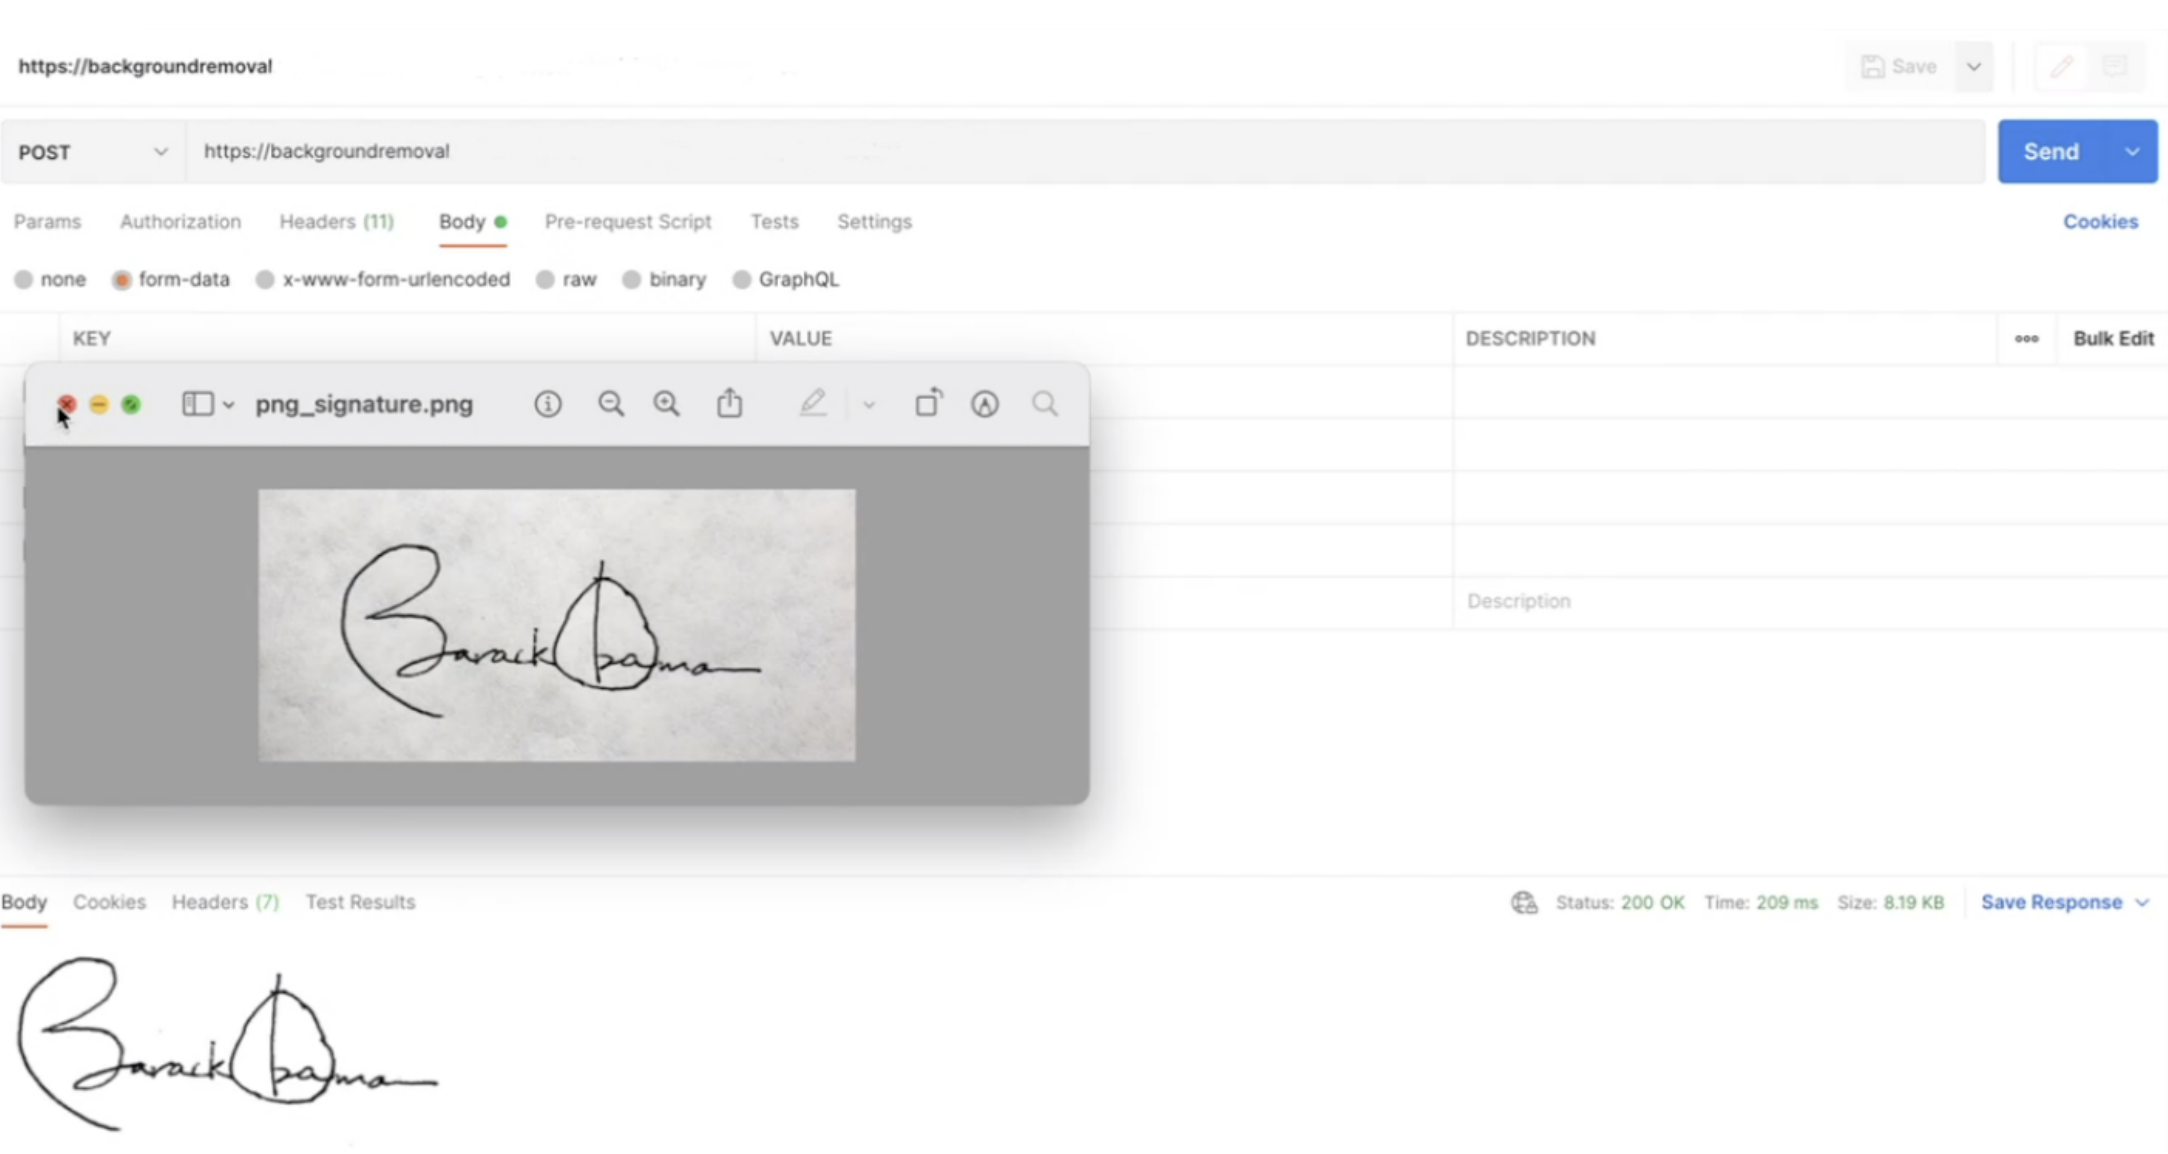 https://backgroundremoval
Save
POST https://backgroundremoval Send
Params Authorization Headers (11) Body Pre-request Script Tests Settings Cookies
none form-data x-www-form-urlencoded raw binary GraphQL
KEY VALUE DESCRIPTION Bulk Edit
png_signature.png
Barack Obama
Description
Body Cookies Headers (7) Test Results Status: 200 OK Time: 209 ms Size: 8.19 KB Save Response
Barack Obama